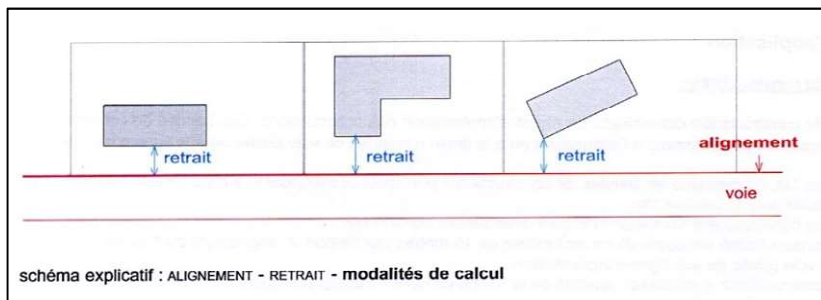 retrait
retrait
retrait
alignement
voie
schéma explicatif : ALIGNEMENT - RETRAIT - modalités de calcul